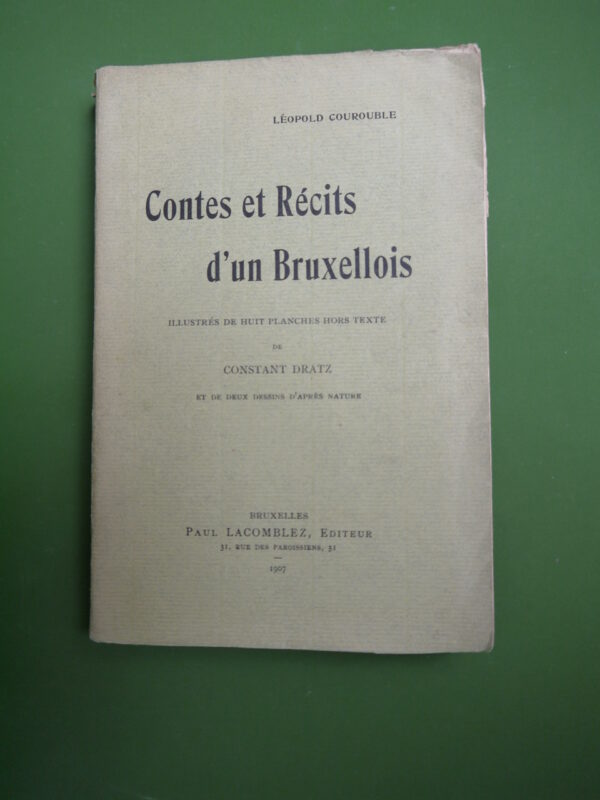 LÉOPOLD COUROUBLE
Contes et Récits
d'un Bruxellois
ILLUSTRÉS DE HUIT PLANCHES HORS TEXTE
DE
CONSTANT DRATZ
ET DE DEUX DESSINS D'APRÈS NATURE
BRUXELLES
PAUL LACOMBLEZ, EDITEUR
31, RUE DES PAROISSIENS, 31
—
1907